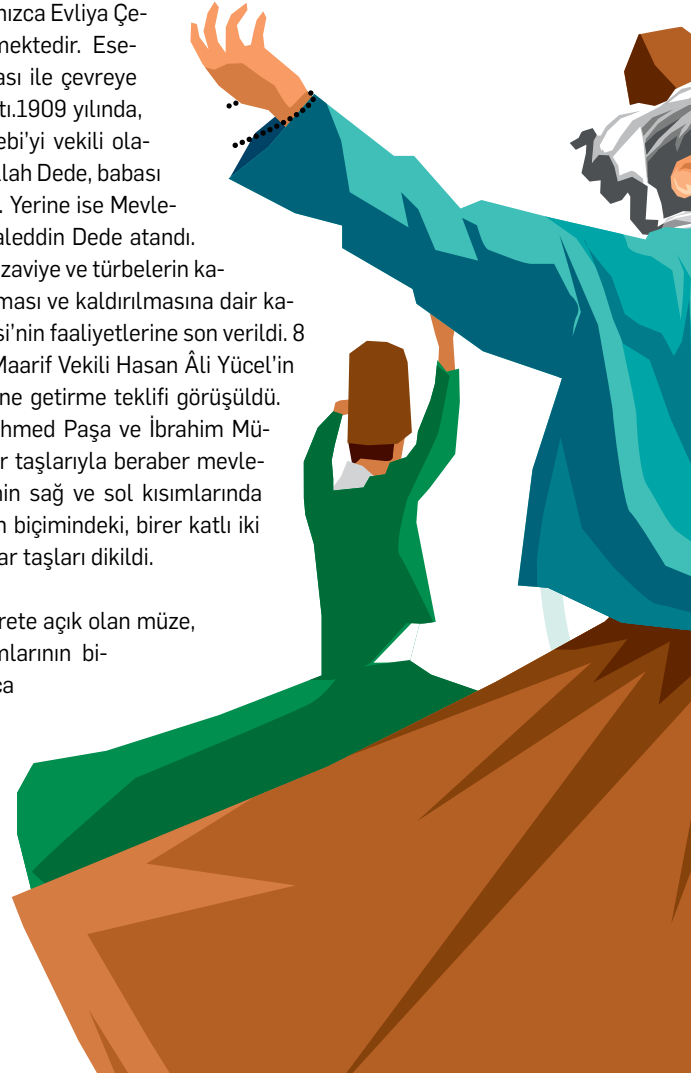 nızca Evliya Çe-
mektedir. Ese-
ası ile çevreye
tı.1909 yılında,
ebi’yi vekili ola-
llah Dede, babası
. Yerine ise Mevle-
aleddin Dede atandı.
zaviye ve türbelerin ka-
ması ve kaldırılmasına dair ka-
si’nin faaliyetlerine son verildi. 8
Maarif Vekili Hasan Âli Yücel’in
ne getirme teklifi görüşüldü.
hmed Paşa ve İbrahim Mü-
r taşlarıyla beraber mevle-
nin sağ ve sol kısımlarında
n biçimindeki, birer katlı iki
ar taşları dikildi.
rete açık olan müze,
mlarının bi-
ca